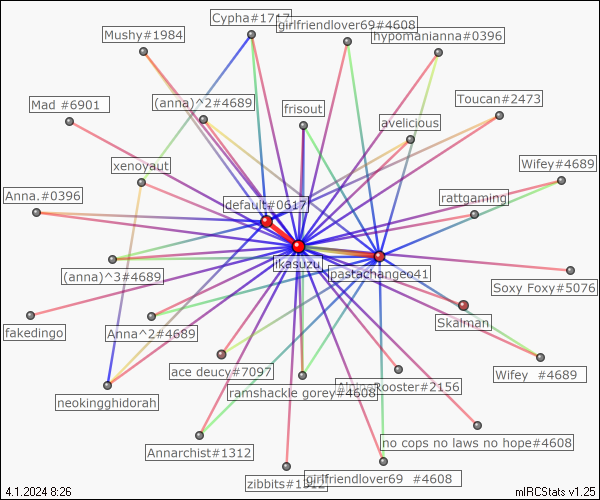 Cypha#1717
girlfriendlover69#4608
Mushy#1984
hypomanianna#0396
Mad #6901
(anna)^2#4689
frisout
Toucan#2473
avelicious
xenoyaut
Wifey#4689
Anna.#0396
default#0617
rattgaming
ikasuzu
pastachangeo41
(anna)^3#4689
Soxy Foxy#5076
fakedingo
Anna^2#4689
Skalman
ace deucy#7097
Wifey #4689
ramshackle gorey#4608
Rooster#2156
neokingghidorah
Annarchist#1312
no cops no laws no hope#4608
zibbits#1312
girlfriendlover69 #4608
4.1.2024 8:26
mIRCStats v1.25